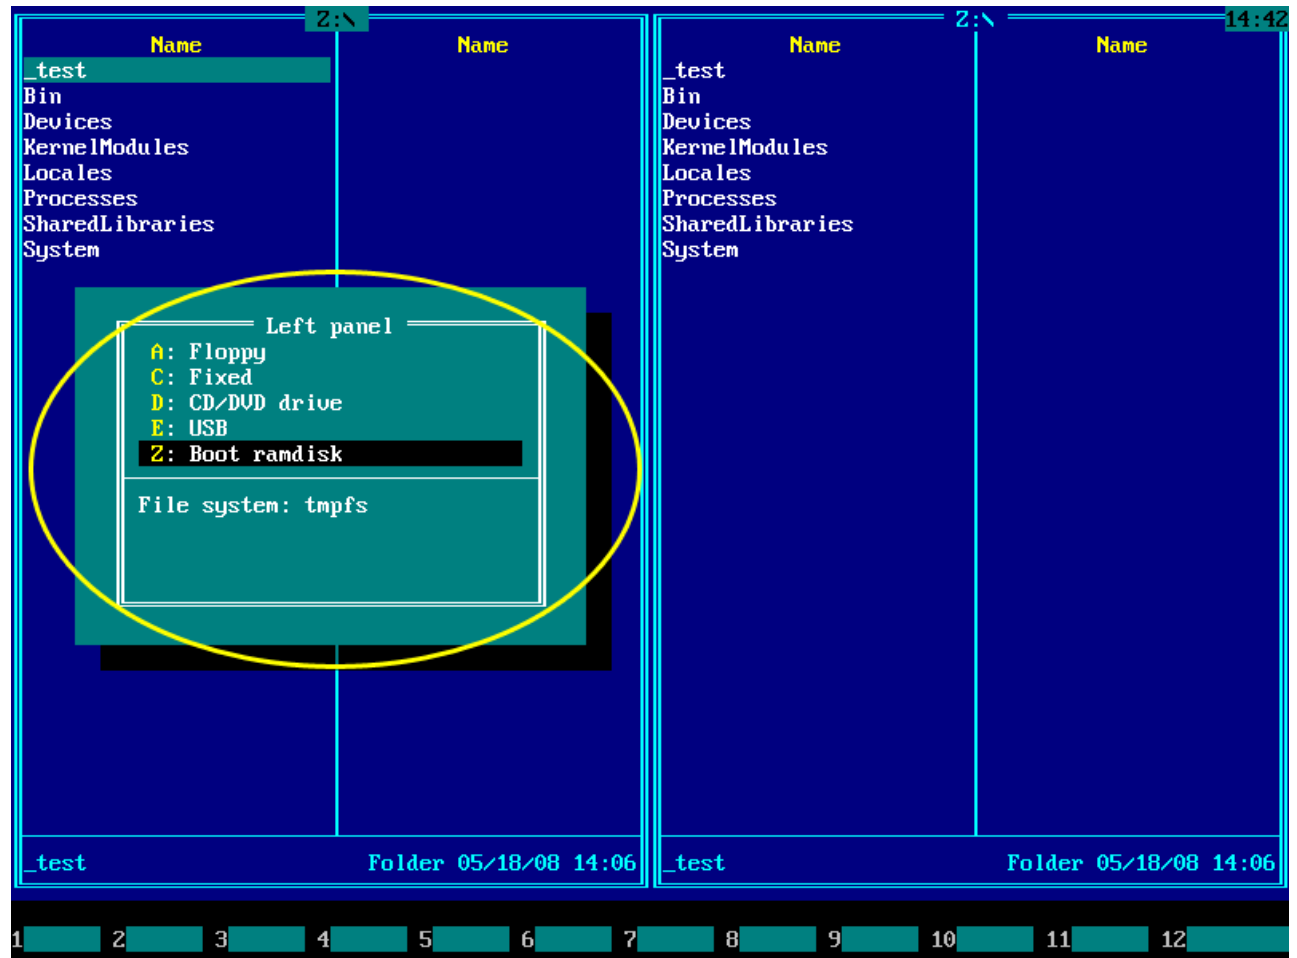 Z:\ Z:\ 14:42
Name Name Name Name
_test _test
Bin Bin
Devices Devices
KernelModules KernelModules
Locales Locales
Processes Processes
SharedLibraries SharedLibraries
System System
Left panel
A: Floppy
C: Fixed
D: CD/DVD drive
E: USB
Z: Boot ramdisk
File system: tmpfs
_test Folder 05/18/08 14:06 _test Folder 05/18/08 14:06
1 2 3 4 5 6 7 8 9 10 11 12